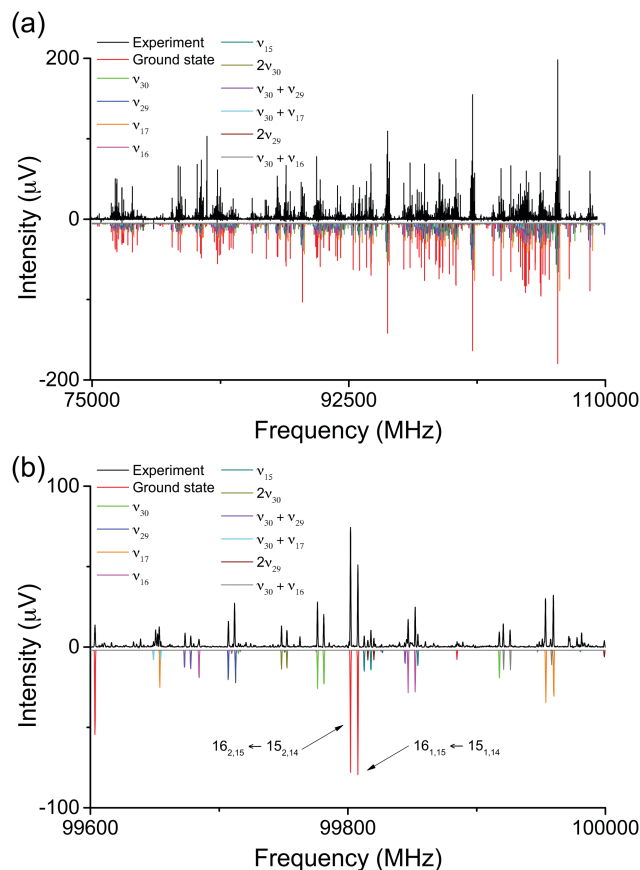 (a)
Experiment
Ground state
ν30
ν29
ν17
ν16
ν15
2ν30
ν30 + ν29
ν30 + ν17
2ν29
ν30 + ν16
200
0
-200
Intensity (μV)
75000 92500 110000
Frequency (MHz)
(b)
Experiment
Ground state
ν30
ν29
ν17
ν16
ν15
2ν30
ν30 + ν29
ν30 + ν17
2ν29
ν30 + ν16
100
0
-100
Intensity (μV)
162,15 ← 152,14
161,15 ← 151,14
99600 99800 100000
Frequency (MHz)